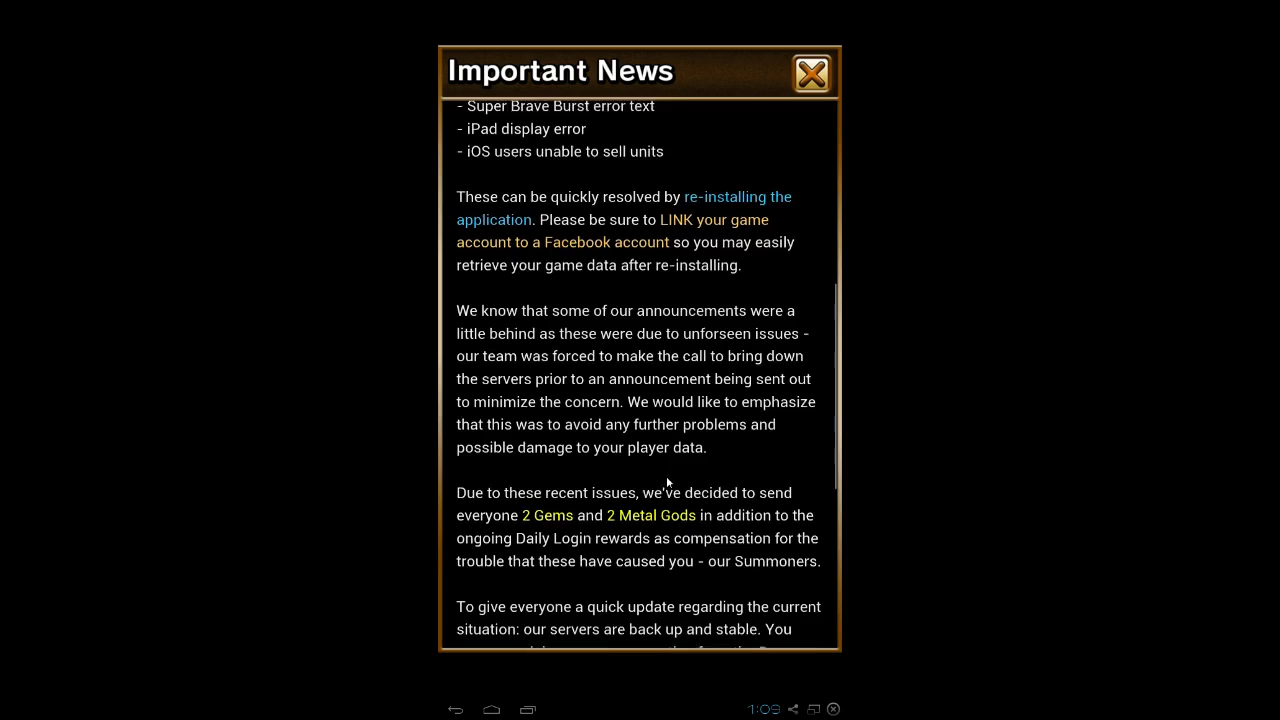 Important News
- Super Brave Burst error text
- iPad display error
- iOS users unable to sell units
These can be quickly resolved by re-installing the
application. Please be sure to LINK your game
account to a Facebook account so you may easily
retrieve your game data after re-installing.
We know that some of our announcements were a
little behind as these were due to unforseen issues -
our team was forced to make the call to bring down
the servers prior to an announcement being sent out
to minimize the concern. We would like to emphasize
that this was to avoid any further problems and
possible damage to your player data.
Due to these recent issues, we've decided to send
everyone 2 Gems and 2 Metal Gods in addition to the
ongoing Daily Login rewards as compensation for the
trouble that these have caused you - our Summoners.
To give everyone a quick update regarding the current
situation: our servers are back up and stable. You
1:09